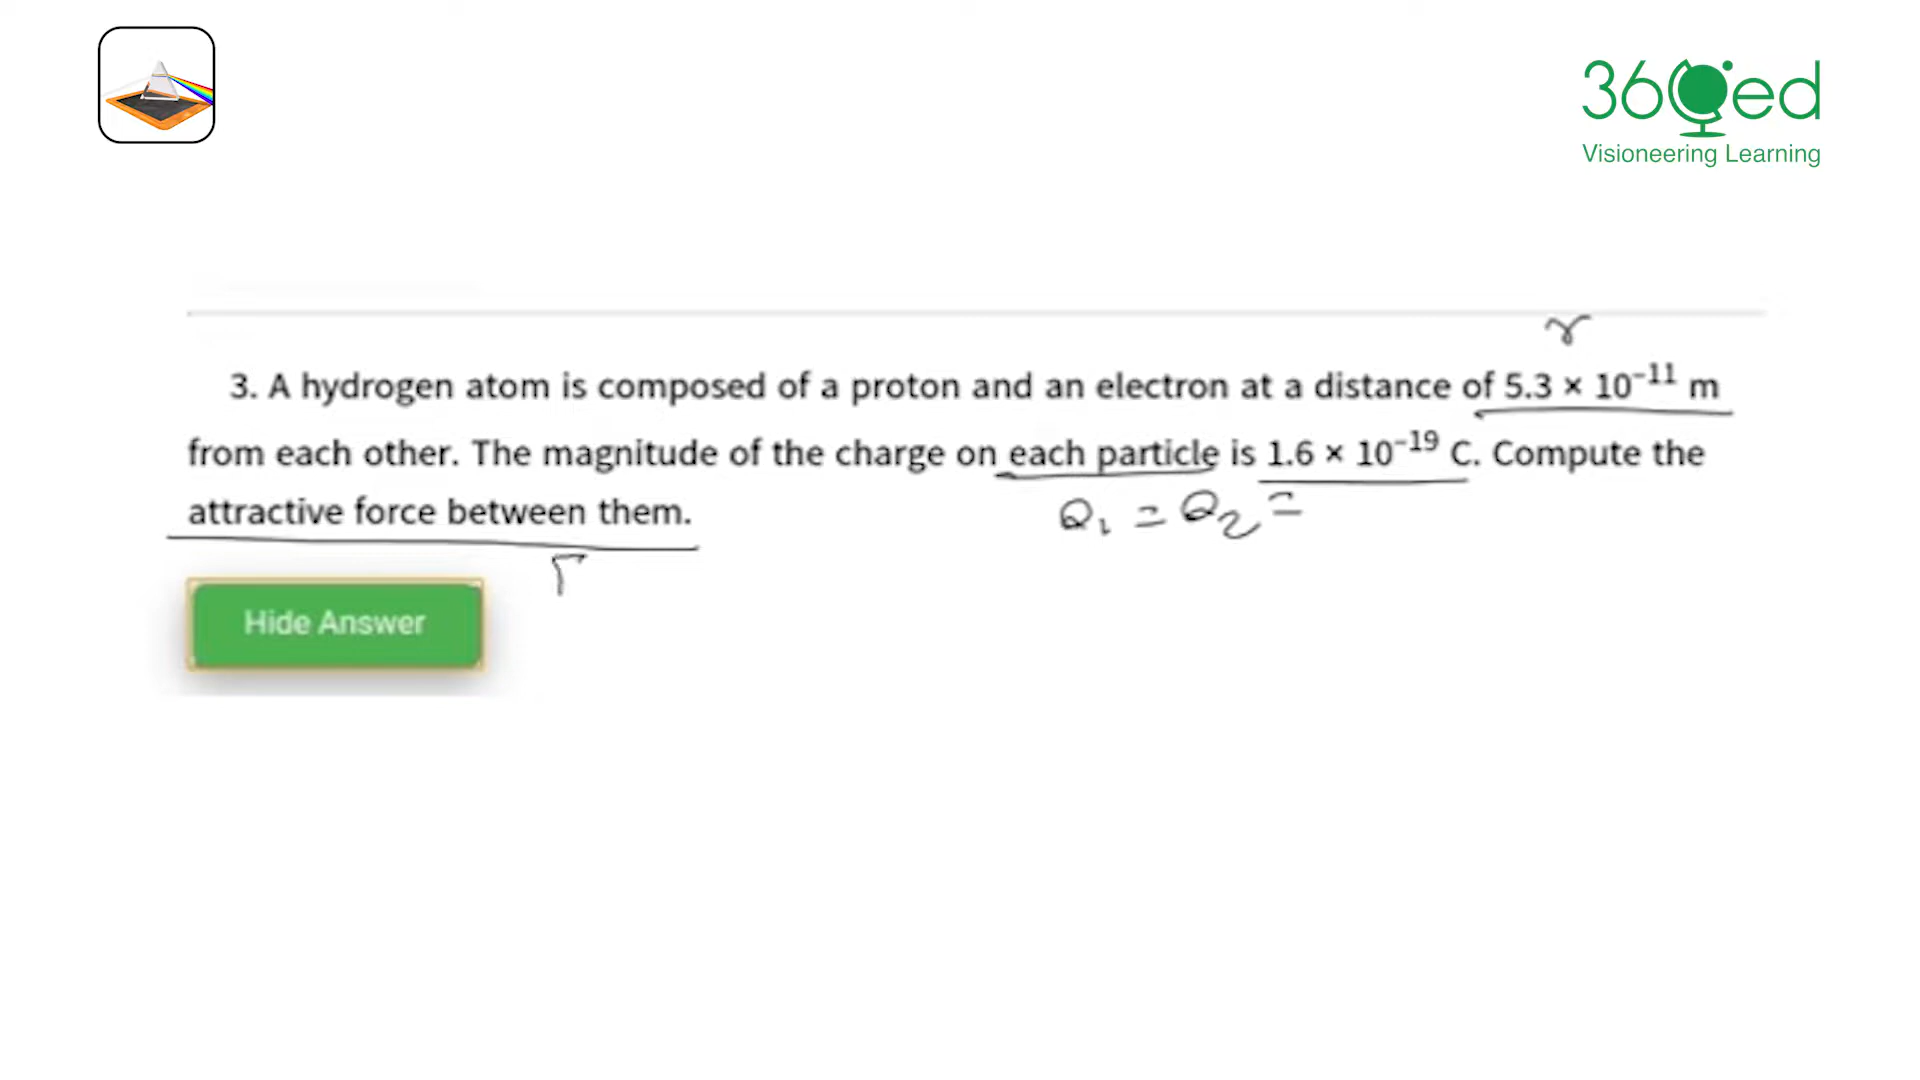 360ed
Visioneering Learning
r
3. A hydrogen atom is composed of a proton and an electron at a distance of 5.3 × 10⁻¹¹ m
from each other. The magnitude of the charge on each particle is 1.6 × 10⁻¹⁹ C. Compute the
Q₁ = Q₂ =
attractive force between them.
Hide Answer